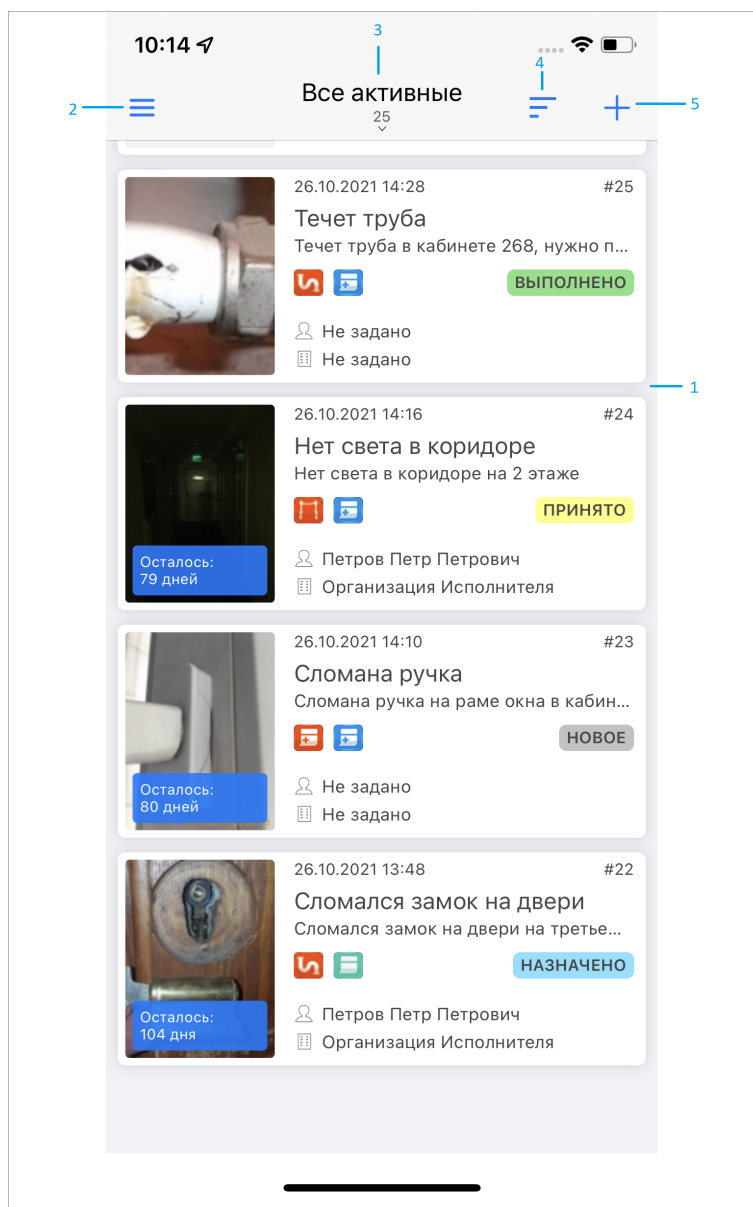 3
10:14
4
2
Все активные
5
25
26.10.2021 14:28 #25
Течет труба
Течет труба в кабинете 268, нужно п...
ВЫПОЛНЕНО
Не задано
Не задано
1
26.10.2021 14:16 #24
Нет света в коридоре
Нет света в коридоре на 2 этаже
ПРИНЯТО
Осталось:
79 дней
Петров Петр Петрович
Организация Исполнителя
26.10.2021 14:10 #23
Сломана ручка
Сломана ручка на раме окна в кабин...
НОВОЕ
Осталось:
80 дней
Не задано
Не задано
26.10.2021 13:48 #22
Сломался замок на двери
Сломался замок на двери на третье...
НАЗНАЧЕНО
Осталось:
104 дня
Петров Петр Петрович
Организация Исполнителя